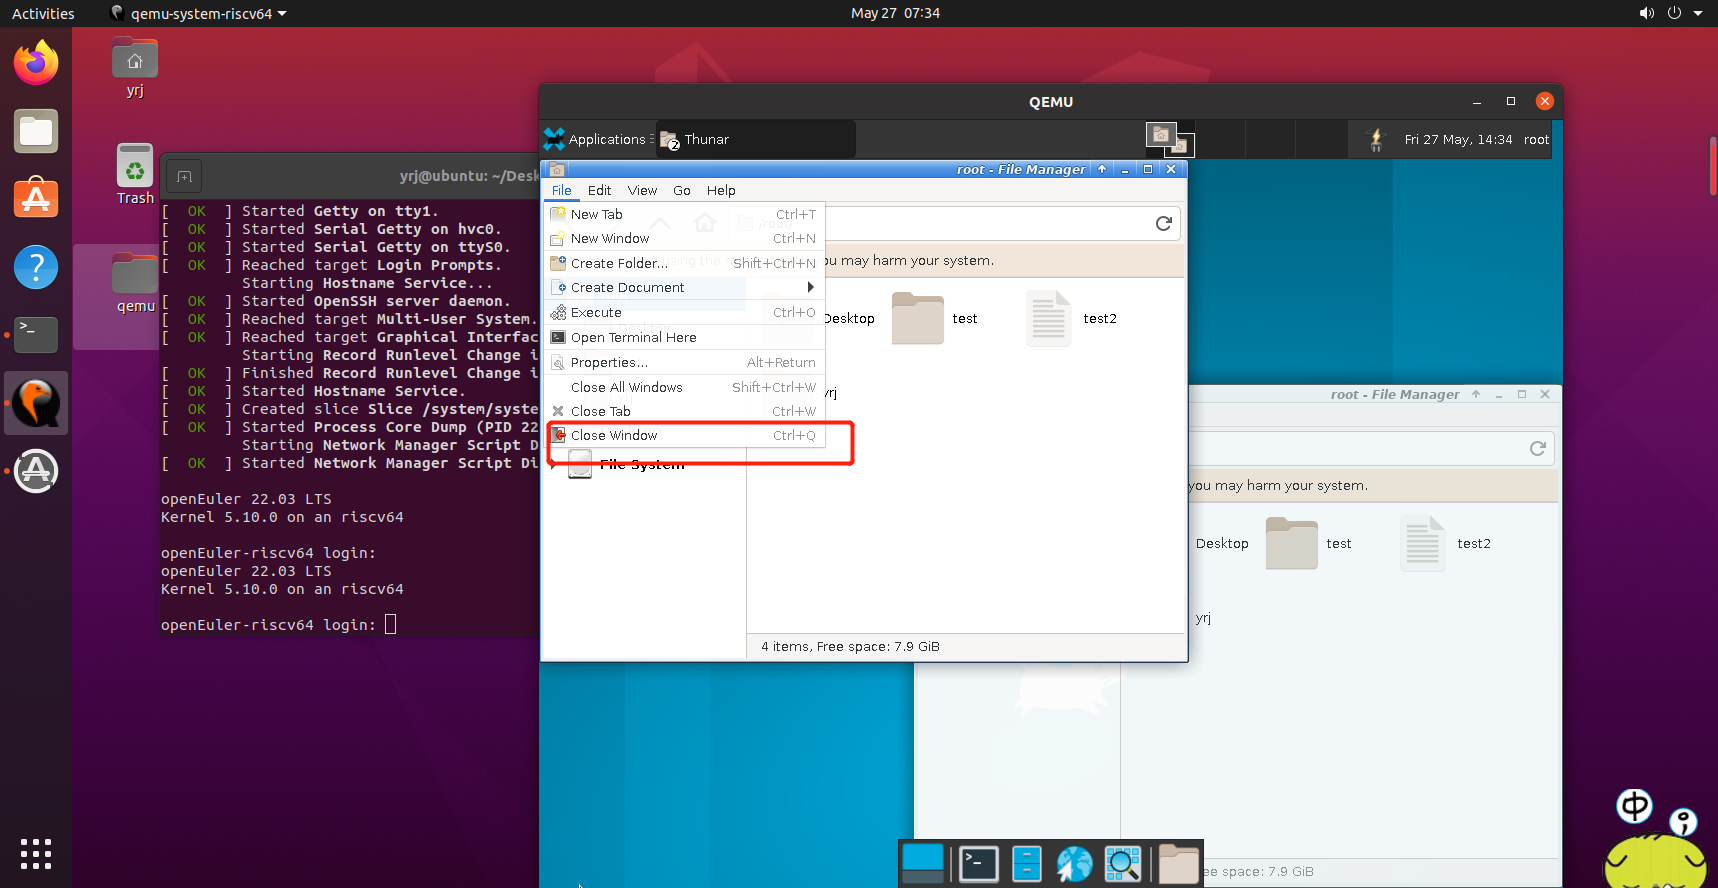 Activities
qemu-system-riscv64
May 27 07:34
yrj
Trash
qemu
yrj@ubuntu: ~/Desk
[ OK ] Started Getty on tty1.
[ OK ] Started Serial Getty on hvc0.
[ OK ] Started Serial Getty on ttyS0.
[ OK ] Reached target Login Prompts.
Starting Hostname Service...
[ OK ] Started OpenSSH server daemon.
[ OK ] Reached target Multi-User System.
[ OK ] Reached target Graphical Interfac
Starting Record Runlevel Change i
[ OK ] Finished Record Runlevel Change i
[ OK ] Started Hostname Service.
[ OK ] Created slice Slice /system/syste
[ OK ] Started Process Core Dump (PID 22
Starting Network Manager Script D
[ OK ] Started Network Manager Script Di
openEuler 22.03 LTS
Kernel 5.10.0 on an riscv64
openEuler-riscv64 login:
openEuler 22.03 LTS
Kernel 5.10.0 on an riscv64
openEuler-riscv64 login:
QEMU
Applications
2
Thunar
Fri 27 May, 14:34
root
root - File Manager
File Edit View Go Help
New Tab Ctrl+T
New Window Ctrl+N
Create Folder... Shift+Ctrl+N
Create Document
Execute Ctrl+O
Open Terminal Here
Properties... Alt+Return
Close All Windows Shift+Ctrl+W
Close Tab Ctrl+W
Close Window Ctrl+Q
File System
you may harm your system.
Desktop
test
test2
yrj
4 items, Free space: 7.9 GiB
root - File Manager
you may harm your system.
Desktop
test
test2
yrj
ee space: 7.9 GiB
中